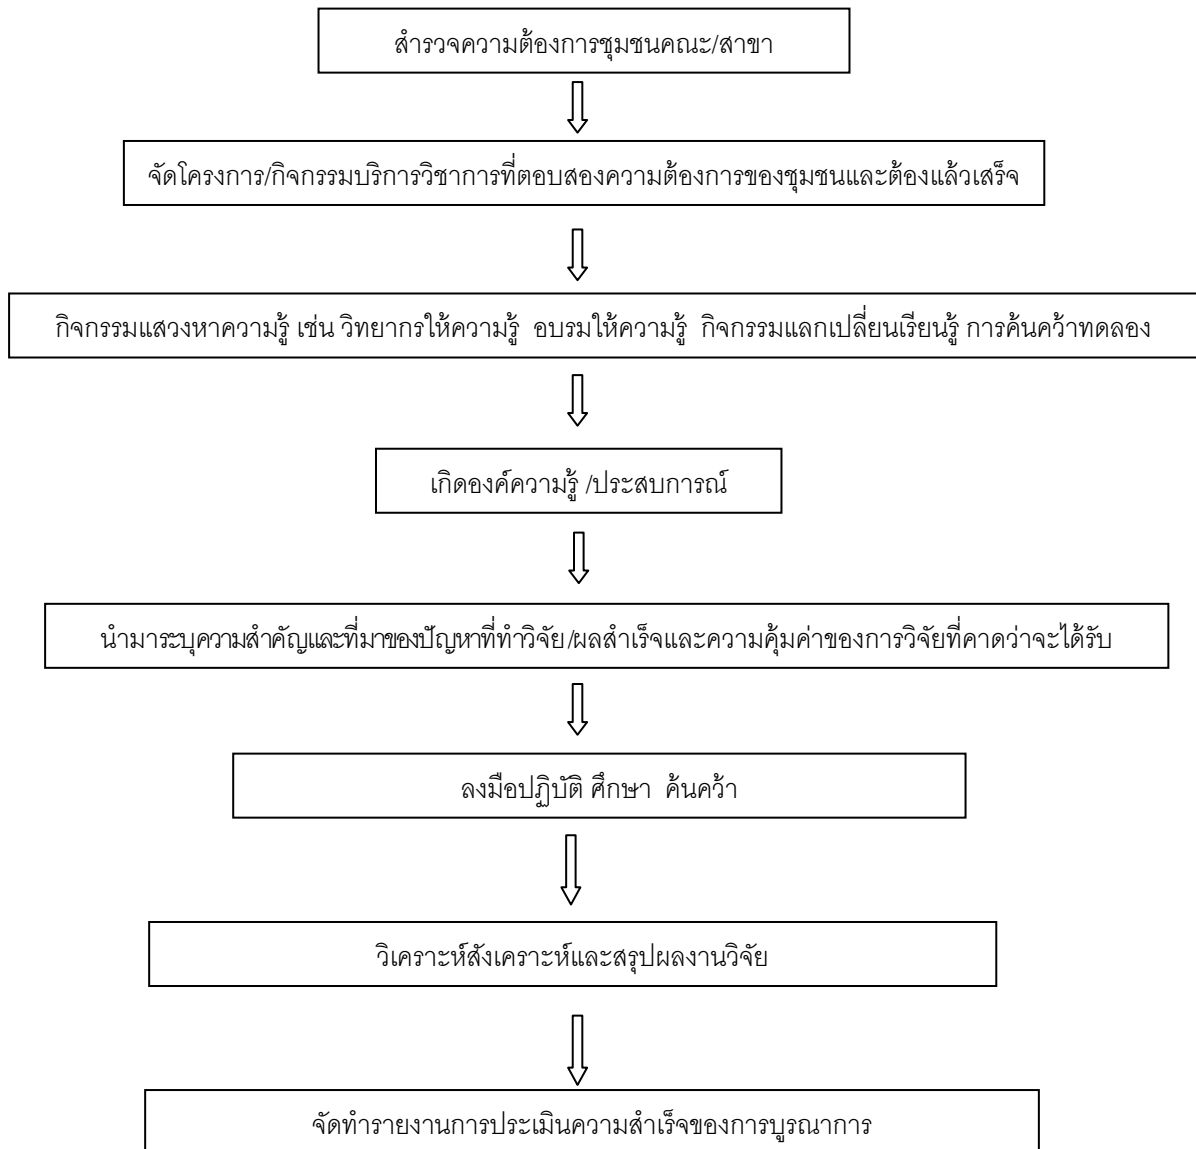 สำรวจความต้องการชุมชนคณะ/สาขา
จัดโครงการ/กิจกรรมบริการวิชาการที่ตอบสองความต้องการของชุมชนและต้องแล้วเสร็จ
กิจกรรมแสวงหาความรู้ เช่น วิทยากรให้ความรู้ อบรมให้ความรู้ กิจกรรมแลกเปลี่ยนเรียนรู้ การค้นคว้าทดลอง
เกิดองค์ความรู้ /ประสบการณ์
นำมาระบุความสำคัญและที่มาของปัญหาที่ทำวิจัย/ผลสำเร็จและความคุ้มค่าของการวิจัยที่คาดว่าจะได้รับ
ลงมือปฏิบัติ ศึกษา ค้นคว้า
วิเคราะห์สังเคราะห์และสรุปผลงานวิจัย
จัดทำรายงานการประเมินความสำเร็จของการบูรณาการ